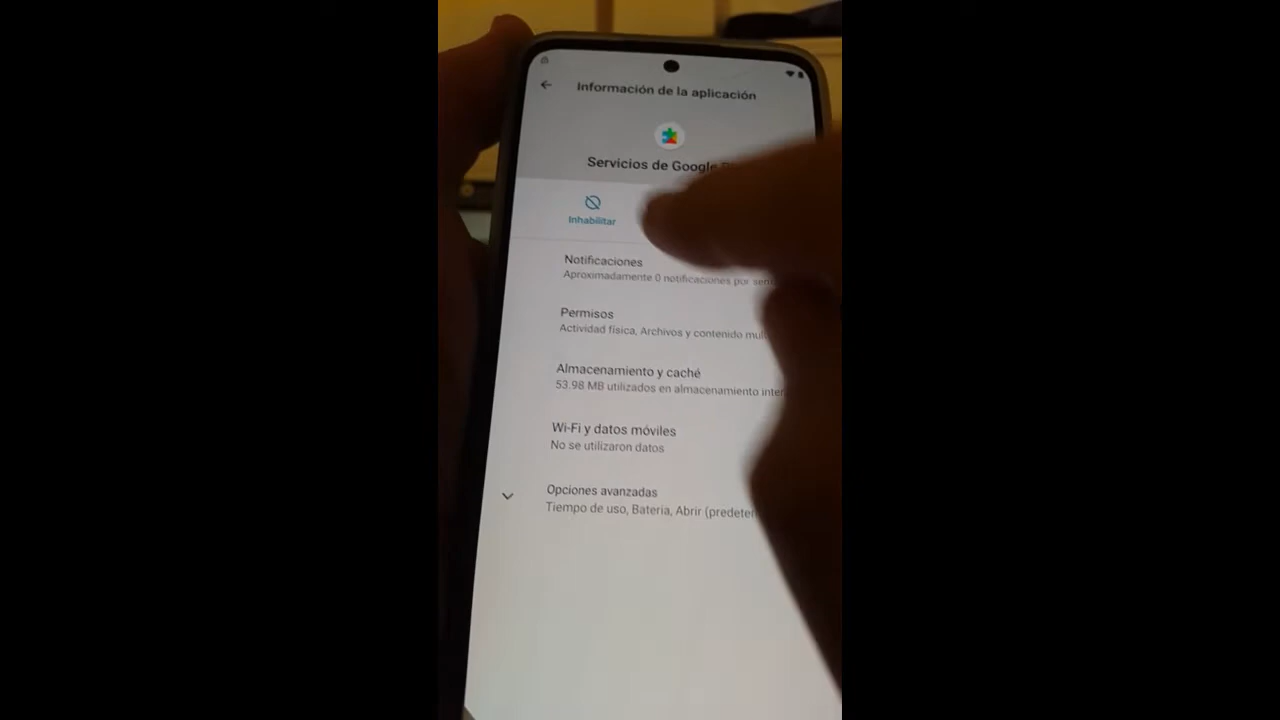 Información de la aplicación
Servicios de Google
Inhabilitar
Notificaciones
Aproximadamente 0 notificaciones por
Permisos
Actividad física, Archivos y contenido
Almacenamiento y caché
53.98 MB utilizados en almacenamiento
Wi-Fi y datos móviles
No se utilizaron datos
Opciones avanzadas
Tiempo de uso, Batería, Abrir